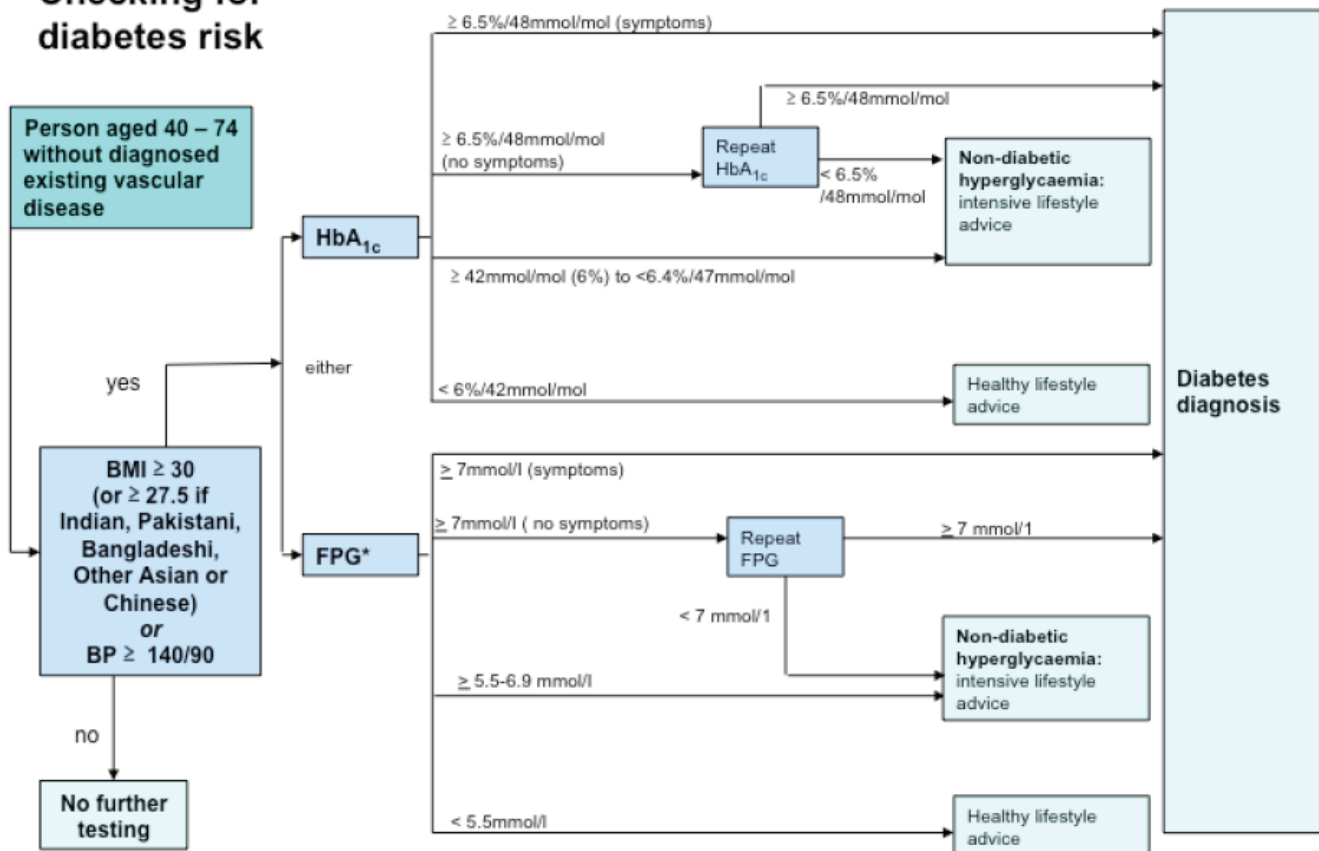 Checking for
diabetes risk
Person aged 40 – 74
without diagnosed
existing vascular
disease
yes
BMI ≥ 30
(or ≥ 27.5 if
Indian, Pakistani,
Bangladeshi,
Other Asian or
Chinese)
or
BP ≥ 140/90
no
No further
testing
either
HbA1c
≥ 6.5%/48mmol/mol (symptoms)
≥ 6.5%/48mmol/mol
(no symptoms)
Repeat
HbA1c
≥ 6.5%/48mmol/mol
< 6.5%
/48mmol/mol
Non-diabetic
hyperglycaemia:
intensive lifestyle
advice
≥ 42mmol/mol (6%) to <6.4%/47mmol/mol
< 6%/42mmol/mol
Healthy lifestyle
advice
FPG*
≥ 7mmol/l (symptoms)
≥ 7mmol/l ( no symptoms)
Repeat
FPG
≥ 7 mmol/1
< 7 mmol/1
Non-diabetic
hyperglycaemia:
intensive lifestyle
advice
≥ 5.5-6.9 mmol/l
< 5.5mmol/l
Healthy lifestyle
advice
Diabetes
diagnosis